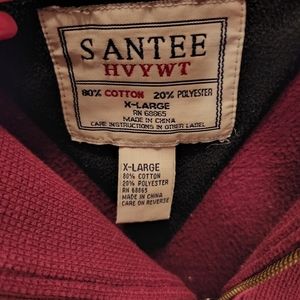 SANTEE
HVYWT
80% COTTON 20% POLYESTER
X-LARGE
RN 68865
MADE IN CHINA
CARE INSTRUCTIONS IN OTHER LABEL
X-LARGE
80% COTTON
20% POLYESTER
RN 68865
MADE IN CHINA
CARE ON REVERSE